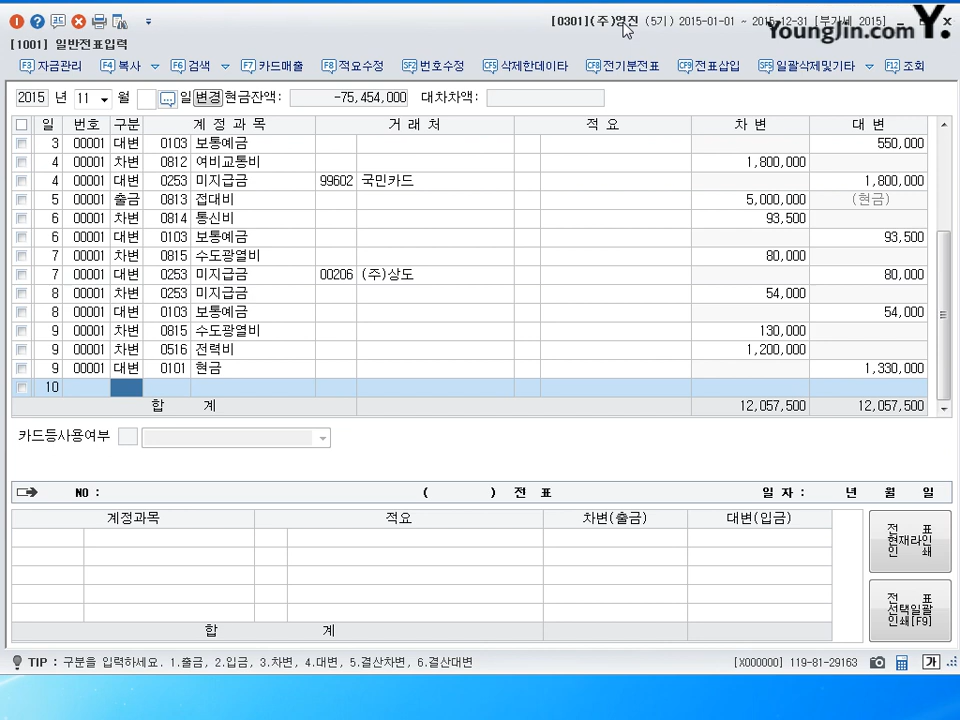 [0301](주)영진 (5기) 2015-01-01 ~ 2015-12-31 [부가세 2015]
YoungJin.com Y.
[1001] 일반전표입력
F3 자금관리 F4 복사 F6 검색 F7 카드매출 F8 적요수정 SF2 번호수정 CF5 삭제한데이타 CF8 전기분전표 CF9 전표삽입 SF5 일괄삭제및기타 F12 조회
2015 년 11 월 일 변경 현금잔액: -75,454,000 대차차액:
일 번호 구분 계 정 과 목 거 래 처 적 요 차 변 대 변
3 00001 대변 0103 보통예금 550,000
4 00001 차변 0812 여비교통비 1,800,000
4 00001 대변 0253 미지급금 99602 국민카드 1,800,000
5 00001 출금 0813 접대비 5,000,000 (현금)
6 00001 차변 0814 통신비 93,500
6 00001 대변 0103 보통예금 93,500
7 00001 차변 0815 수도광열비 80,000
7 00001 대변 0253 미지급금 00206 (주)상도 80,000
8 00001 차변 0253 미지급금 54,000
8 00001 대변 0103 보통예금 54,000
9 00001 차변 0815 수도광열비 130,000
9 00001 차변 0516 전력비 1,200,000
9 00001 대변 0101 현금 1,330,000
10
합 계 12,057,500 12,057,500
카드등사용여부
NO : ( ) 전 표 일 자 : 년 월 일
계정과목 적요 차변(출금) 대변(입금)
전 표
현재라인
인 쇄
전 표
선택일괄
인쇄[F9]
합 계
TIP : 구분을 입력하세요. 1.출금, 2.입금, 3.차변, 4.대변, 5.결산차변, 6.결산대변 [X000000] 119-81-29163 가